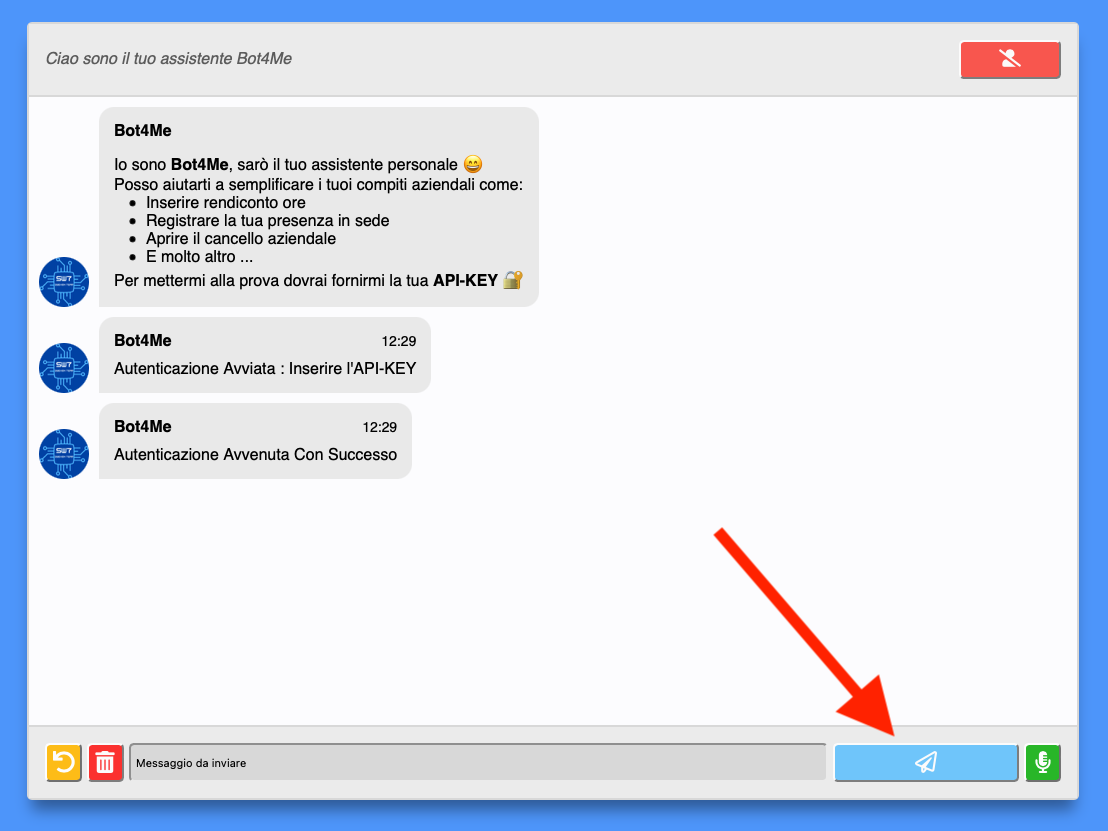 Ciao sono il tuo assistente Bot4Me
Bot4Me
Io sono Bot4Me, sarò il tuo assistente personale 😄
Posso aiutarti a semplificare i tuoi compiti aziendali come:
• Inserire rendiconto ore
• Registrare la tua presenza in sede
• Aprire il cancello aziendale
• E molto altro ...
Per mettermi alla prova dovrai fornirmi la tua API-KEY 🔐
Bot4Me 12:29
Autenticazione Avviata : Inserire l'API-KEY
Bot4Me 12:29
Autenticazione Avvenuta Con Successo
Messaggio da inviare